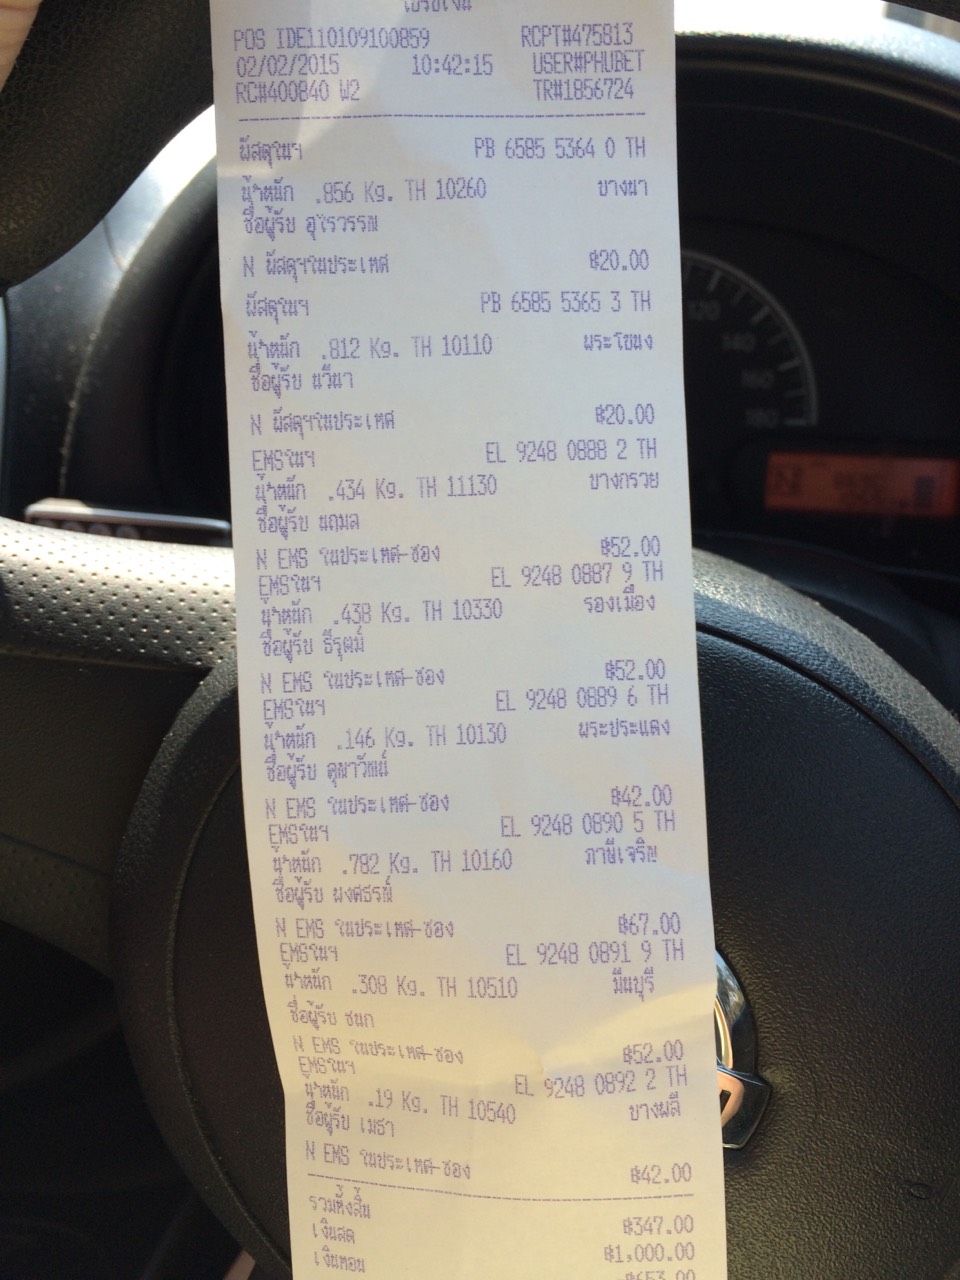 ใบรับเงิน
POS IDE110109100859 RCPT#475813
02/02/2015 10:42:15 USER#PHUBET
RC#400840 W2 TR#1856724
พัสดุในฯ PB 6585 5364 0 TH
น้ำหนัก .856 Kg. TH 10260 บางนา
ชื่อผู้รับ อุไรวรรณ
N พัสดุฯในประเทศ ฿20.00
พัสดุในฯ PB 6585 5365 3 TH
น้ำหนัก .812 Kg. TH 10110 พระโขนง
ชื่อผู้รับ นวีนา
N พัสดุฯในประเทศ ฿20.00
EMSในฯ EL 9248 0888 2 TH
น้ำหนัก .434 Kg. TH 11130 บางกรวย
ชื่อผู้รับ นฤมล
N EMS ในประเทศ-ซอง ฿52.00
EMSในฯ EL 9248 0887 9 TH
น้ำหนัก .438 Kg. TH 10330 รองเมือง
ชื่อผู้รับ ธีรุตม์
N EMS ในประเทศ-ซอง ฿52.00
EMSในฯ EL 9248 0889 6 TH
น้ำหนัก .146 Kg. TH 10130 พระประแดง
ชื่อผู้รับ
N EMS ในประเทศ-ซอง ฿42.00
EMSในฯ EL 9248 0890 5 TH
น้ำหนัก .782 Kg. TH 10160 ภาษีเจริญ
ชื่อผู้รับ
N EMS ในประเทศ-ซอง ฿67.00
EMSในฯ EL 9248 0891 9 TH
น้ำหนัก .308 Kg. TH 10510 มีนบุรี
ชื่อผู้รับ ชนก
N EMS ในประเทศ-ซอง ฿52.00
EMSในฯ EL 9248 0892 2 TH
น้ำหนัก .19 Kg. TH 10540 บางพลี
ชื่อผู้รับ เมธา
N EMS ในประเทศ-ซอง ฿42.00
รวมทั้งสิ้น ฿347.00
เงินสด ฿1,000.00
เงินทอน ฿653.00
120
140
160
180
N